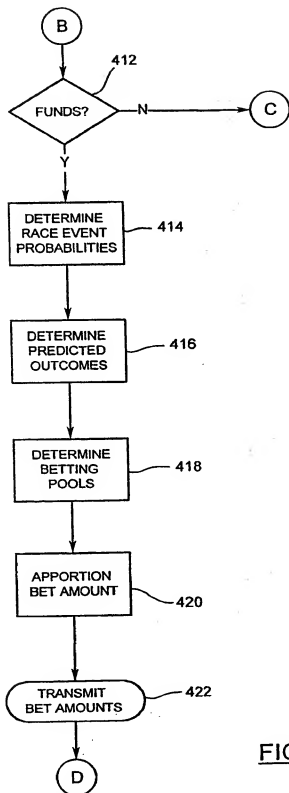 B
412
FUNDS?
N
C
Y
DETERMINE
RACE EVENT
PROBABILITIES
414
DETERMINE
PREDICTED
OUTCOMES
416
DETERMINE
BETTING
POOLS
418
APPORTION
BET AMOUNT
420
TRANSMIT
BET AMOUNTS
422
D
FIG